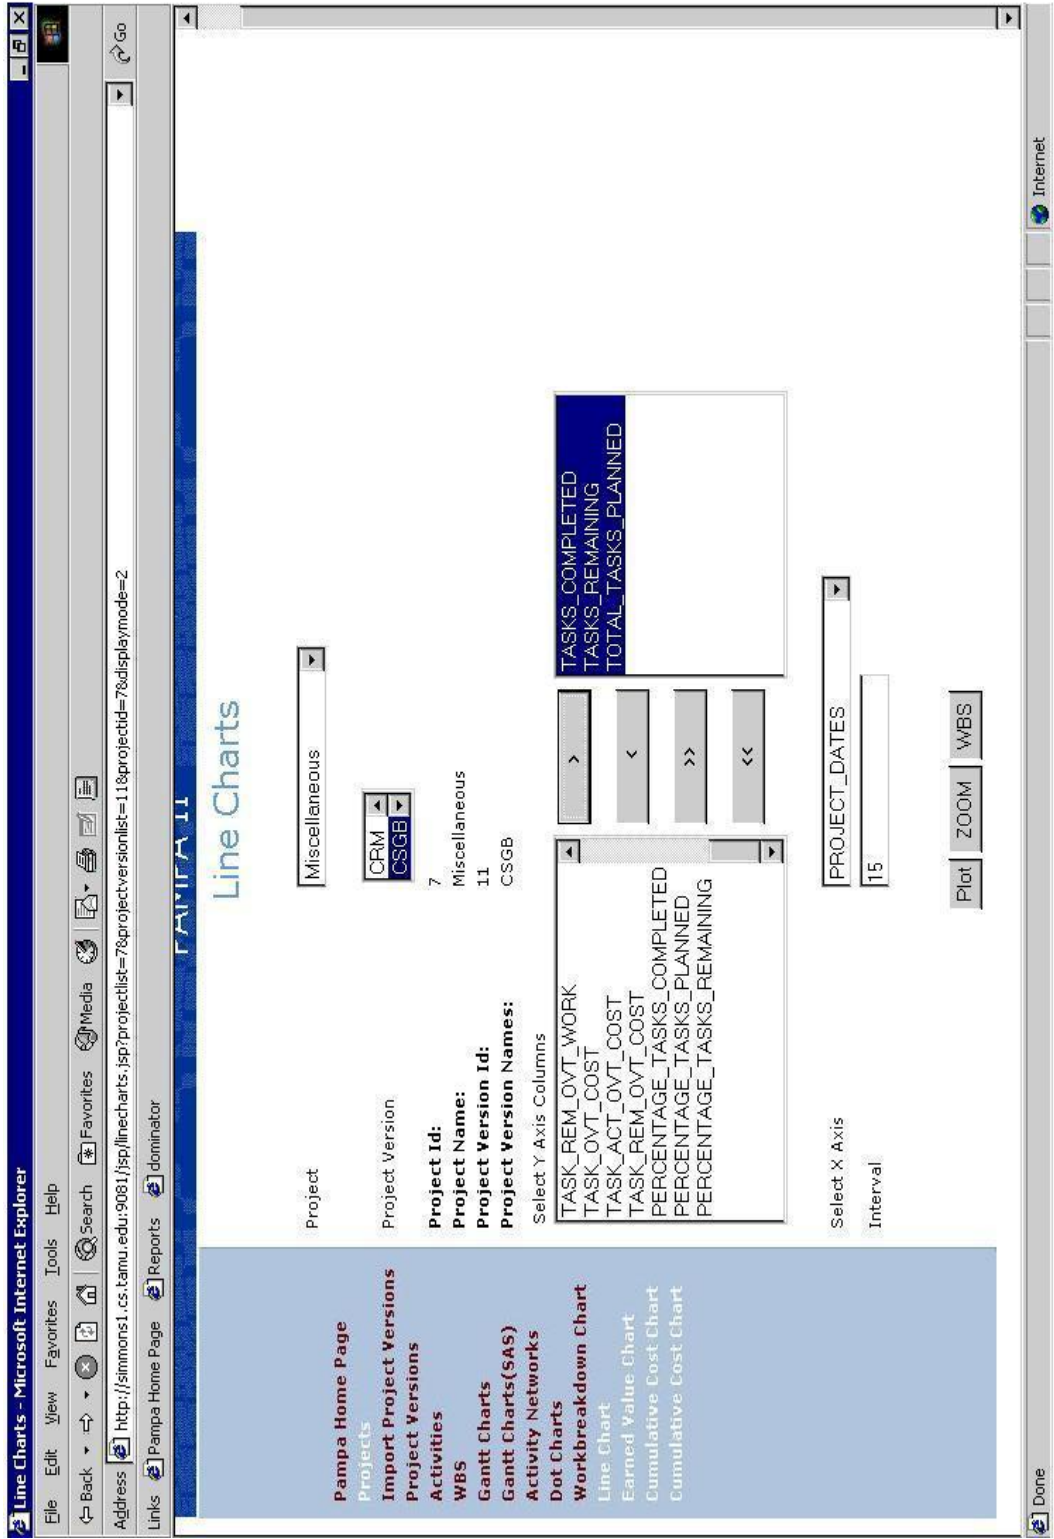 Line Charts - Microsoft Internet Explorer
File Edit View Favorites Tools Help
Back Search Favorites Media
Address http://simmons1.cs.tamu.edu:9081/jsp/linecharts.jsp?projectlist=7&projectversionlist=11&projectid=7&displaymode=2 Go
Links Pampa Home Page Reports dominator
PAMPA II
Line Charts
Pampa Home Page
Projects
Import Project Versions
Project Versions
Activities
WBS
Gantt Charts
Gantt Charts(SAS)
Activity Networks
Dot Charts
Workbreakdown Chart
Line Chart
Earned Value Chart
Cumulative Cost Chart
Cumulative Cost Chart
Project Miscellaneous
Project Version CRM
CSGB
Project Id: 7
Project Name: Miscellaneous
Project Version Id: 11
Project Version Names: CSGB
Select Y Axis Columns
TASK_REM_OVT_WORK
TASK_OVT_COST
TASK_ACT_OVT_COST
TASK_REM_OVT_COST
PERCENTAGE_TASKS_COMPLETED
PERCENTAGE_TASKS_PLANNED
PERCENTAGE_TASKS_REMAINING
>
<
>>
<<
TASKS_COMPLETED
TASKS_REMAINING
TOTAL_TASKS_PLANNED
Select X Axis PROJECT_DATES
Interval 15
Plot ZOOM WBS
Done Internet